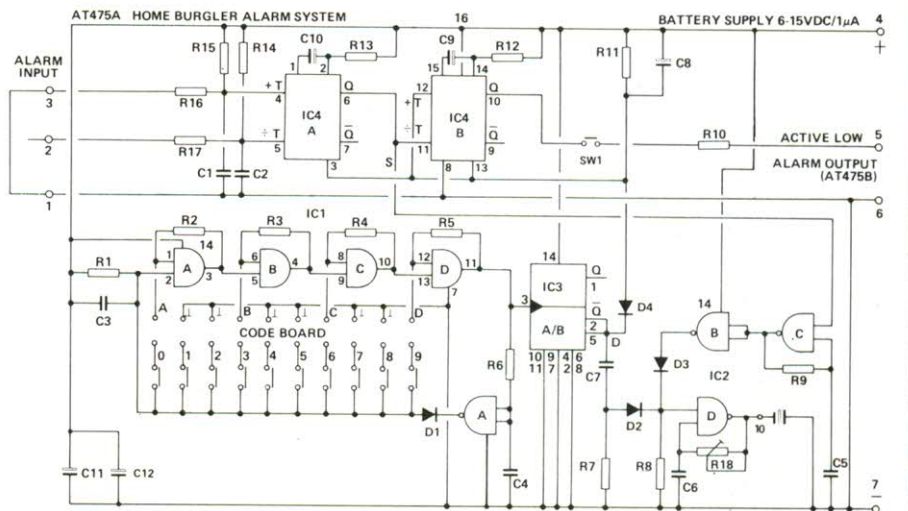 AT475A HOME BURGLER ALARM SYSTEM
16
BATTERY SUPPLY 6-15VDC/1μA
4
+
R15
R14
C10
R13
C9
R12
R11
C8
ALARM
INPUT
3
R16
+T
4
1
2
Q
6
IC4
A
15
14
12
+T
Q
10
IC4
B
2
R17
÷T
5
Q̅
7
3
S
÷T
11
Q̅
9
8
13
SW1
R10
ACTIVE LOW
5
ALARM OUTPUT
(AT475B)
6
C1
C2
1
IC1
R2
R3
R4
R5
R1
14
1
2
A
3
6
5
B
4
8
9
C
10
12
13
D
11
7
C3
A
B
C
D
CODE BOARD
0
1
2
3
4
5
6
7
8
9
R6
D1
A
C4
14
IC3
3
A/B
Q
1
Q̅
2
5
D
10
11
9
7
4
2
6
8
D4
C7
14
B
C
D3
IC2
R9
D2
D
10
R7
R8
C6
R18
C5
C11
C12
7
–